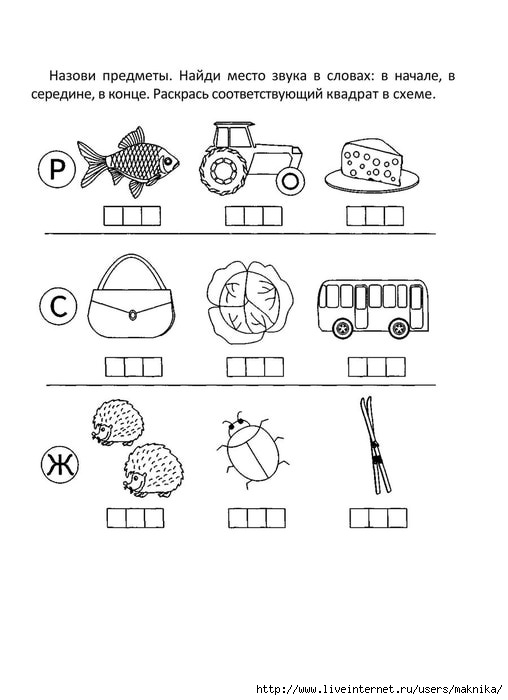 Назови предметы. Найди место звука в словах: в начале, в
середине, в конце. Раскрась соответствующий квадрат в схеме.
Р
С
Ж
http://www.liveinternet.ru/users/maknika/